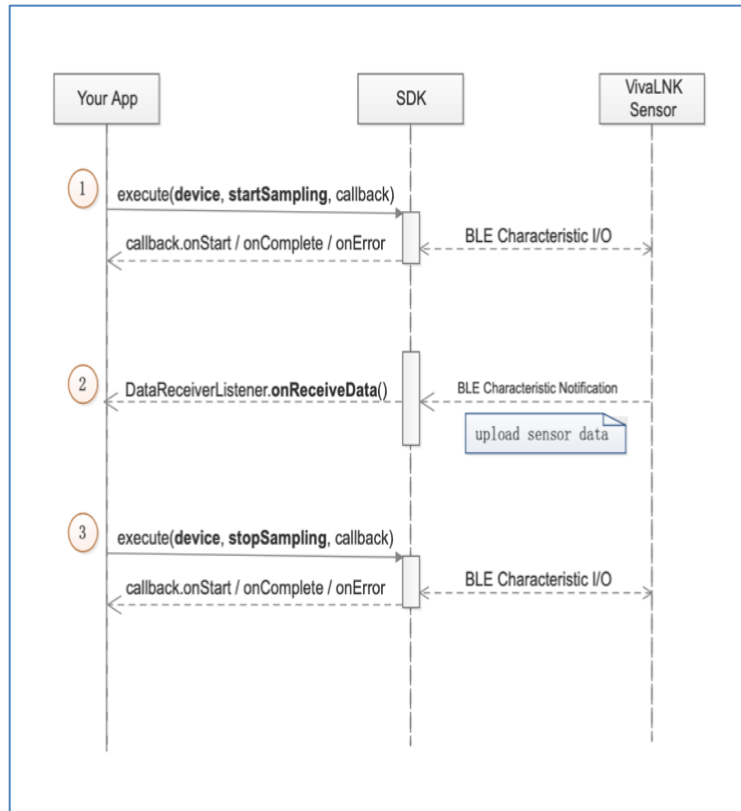 Your App
SDK
VivaLNK
Sensor
1
execute(device, startSampling, callback)
callback.onStart / onComplete / onError
BLE Characteristic I/O
2
DataReceiverListener.onReceiveData()
BLE Characteristic Notification
upload sensor data
3
execute(device, stopSampling, callback)
callback.onStart / onComplete / onError
BLE Characteristic I/O